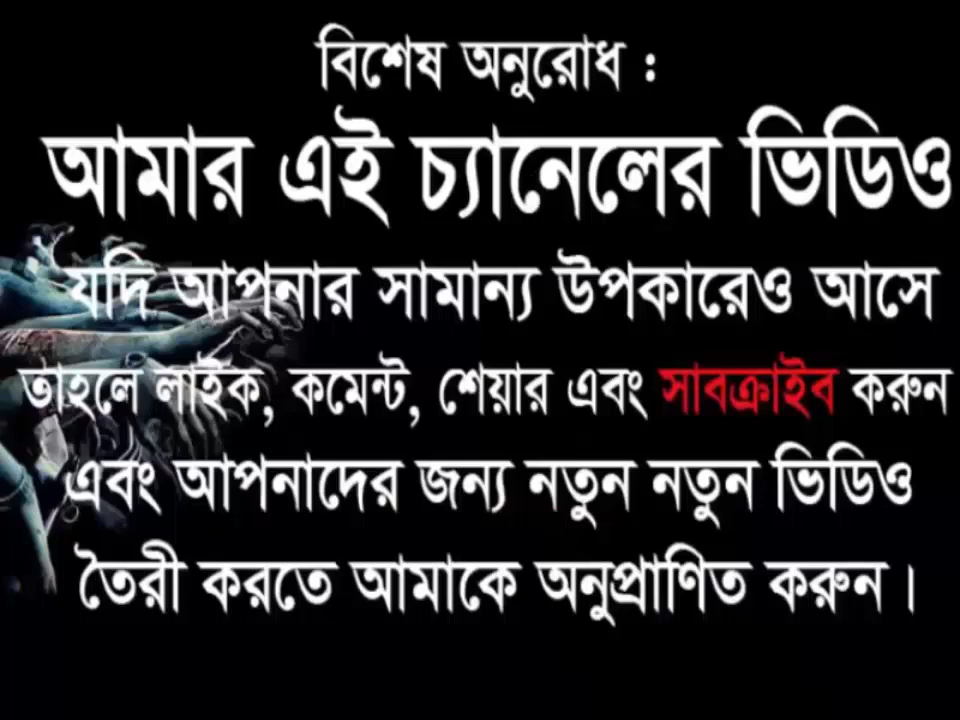 বিশেষ অনুরোধ :
আমার এই চ্যানেলের ভিডিও
যদি আপনার সামান্য উপকারেও আসে
তাহলে লাইক, কমেন্ট, শেয়ার এবং সাবক্রাইব করুন
এবং আপনাদের জন্য নতুন নতুন ভিডিও
তৈরী করতে আমাকে অনুপ্রাণিত করুন।